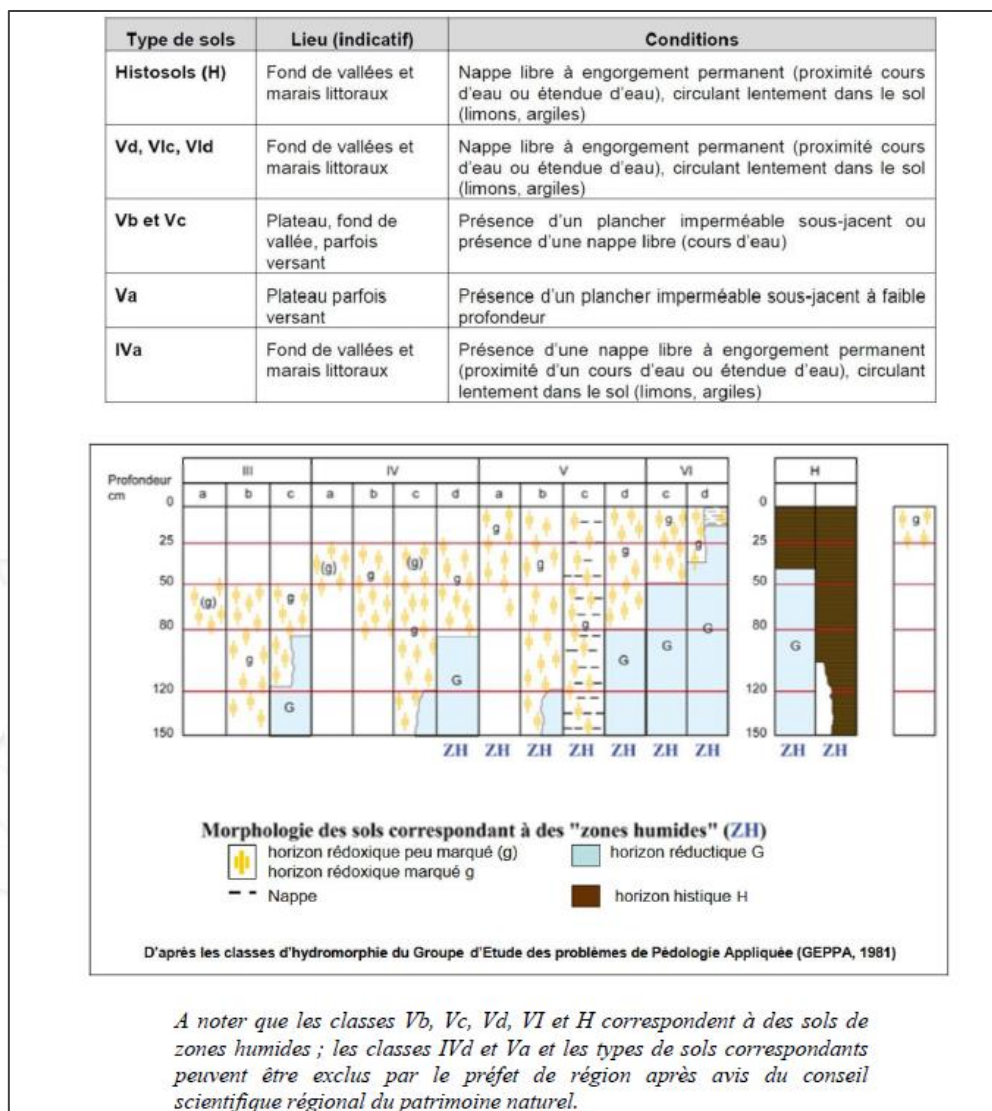 Type de sols Lieu (indicatif) Conditions
Histosols (H) Fond de vallées et Nappe libre à engorgement permanent (proximité cours
marais littoraux d'eau ou étendue d'eau), circulant lentement dans le sol
(limons, argiles)
Vd, VIc, VId Fond de vallées et Nappe libre à engorgement permanent (proximité cours
marais littoraux d'eau ou étendue d'eau), circulant lentement dans le sol
(limons, argiles)
Vb et Vc Plateau, fond de Présence d'un plancher imperméable sous-jacent ou
vallée, parfois présence d'une nappe libre (cours d'eau)
versant
Va Plateau parfois Présence d'un plancher imperméable sous-jacent à faible
versant profondeur
IVa Fond de vallées et Présence d'une nappe libre à engorgement permanent
marais littoraux (proximité d'un cours d'eau ou étendue d'eau), circulant
lentement dans le sol (limons, argiles)
III IV V VI H
Profondeur
cm 0 a b c a b c d a b c d c d 0
g g g g g
25 25
(g) g (g) g g g
50 50
(g) g g
80 80
g g G G G G G
120 120
G
150 150
ZH ZH ZH ZH ZH ZH ZH ZH ZH
Morphologie des sols correspondant à des "zones humides" (ZH)
horizon rédoxique peu marqué (g) horizon réductique G
horizon rédoxique marqué g
Nappe horizon histique H
D'après les classes d'hydromorphie du Groupe d'Etude des problèmes de Pédologie Appliquée (GEPPA, 1981)
A noter que les classes Vb, Vc, Vd, VI et H correspondent à des sols de
zones humides ; les classes IVd et Va et les types de sols correspondants
peuvent être exclus par le préfet de région après avis du conseil
scientifique régional du patrimoine naturel.